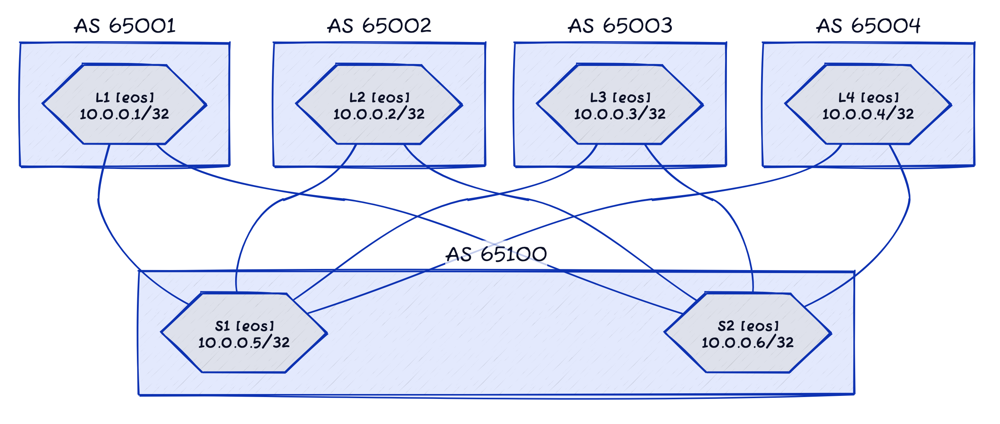 AS 65001
AS 65002
AS 65003
AS 65004
L1 [eos]
10.0.0.1/32
L2 [eos]
10.0.0.2/32
L3 [eos]
10.0.0.3/32
L4 [eos]
10.0.0.4/32
AS 65100
S1 [eos]
10.0.0.5/32
S2 [eos]
10.0.0.6/32